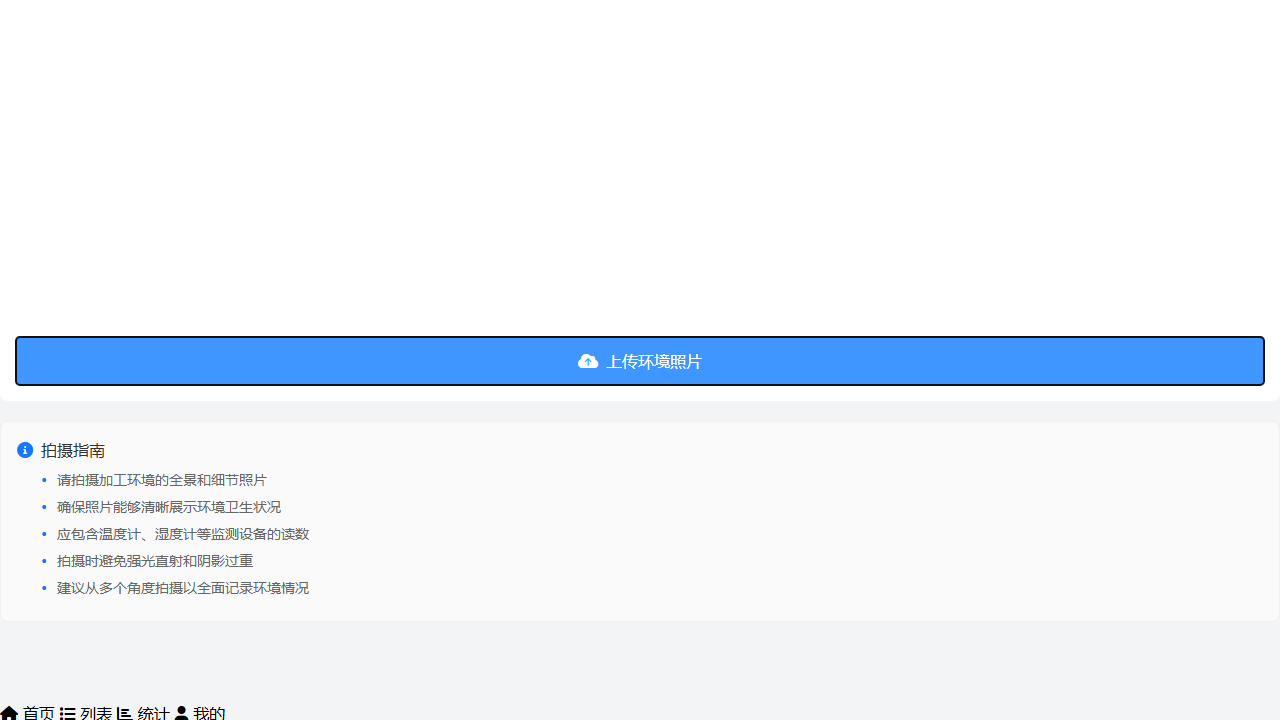 上传环境照片
拍摄指南
• 请拍摄加工环境的全景和细节照片
• 确保照片能够清晰展示环境卫生状况
• 应包含温度计、湿度计等监测设备的读数
• 拍摄时避免强光直射和阴影过重
• 建议从多个角度拍摄以全面记录环境情况
首页 列表 统计 我的